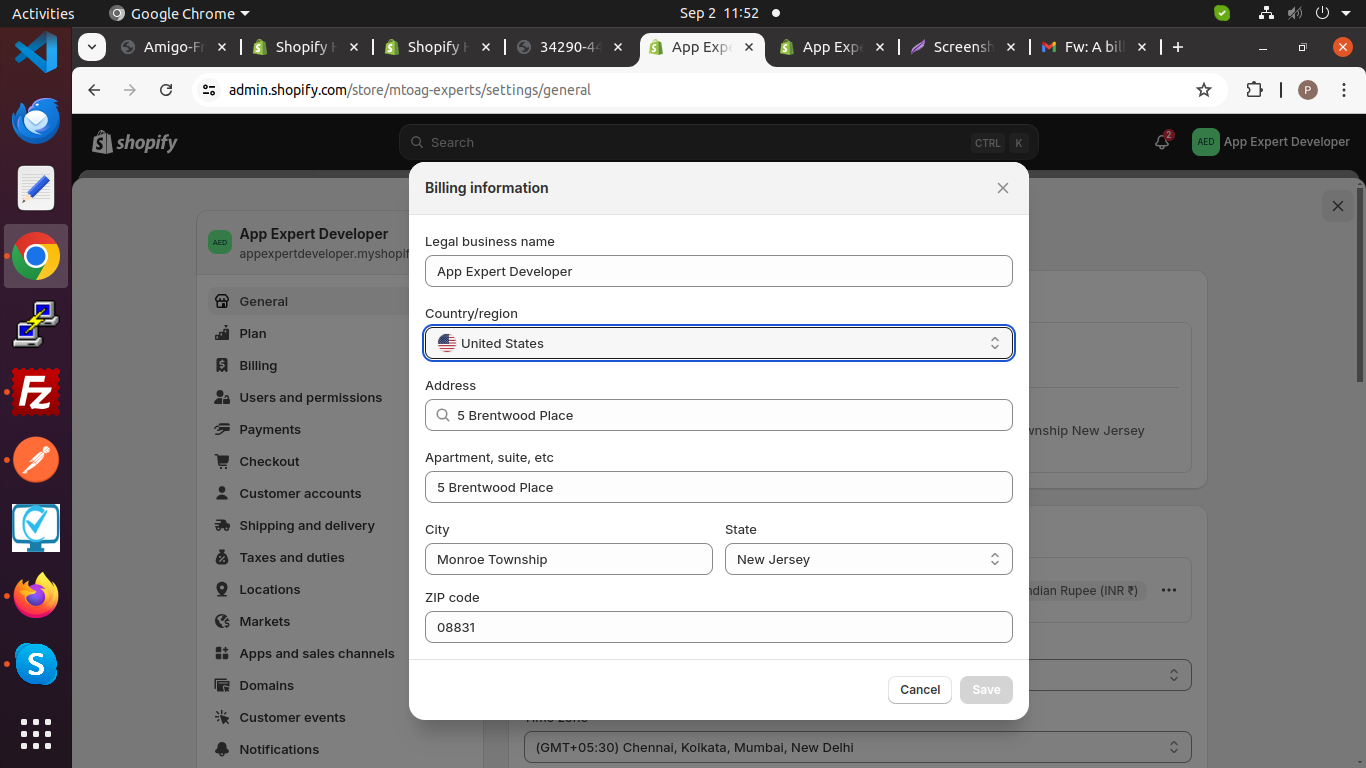 Activities
Google Chrome
Sep 2 11:52
Amigo-Fr
Shopify H
Shopify H
34290-44
App Expe
App Expe
Screensh
Fw: A bil
admin.shopify.com/store/mtoag-experts/settings/general
P
shopify
Search
CTRL K
2
AED
App Expert Developer
AED
App Expert Developer
appexpertdeveloper.myshopif
General
Plan
Billing
Users and permissions
Payments
Checkout
Customer accounts
Shipping and delivery
Taxes and duties
Locations
Markets
Apps and sales channels
Domains
Customer events
Notifications
Billing information
Legal business name
App Expert Developer
Country/region
United States
Address
5 Brentwood Place
Apartment, suite, etc
5 Brentwood Place
City
State
Monroe Township
New Jersey
ZIP code
08831
Cancel
Save
wnship New Jersey
ndian Rupee (INR ₹)
Time zone
(GMT+05:30) Chennai, Kolkata, Mumbai, New Delhi